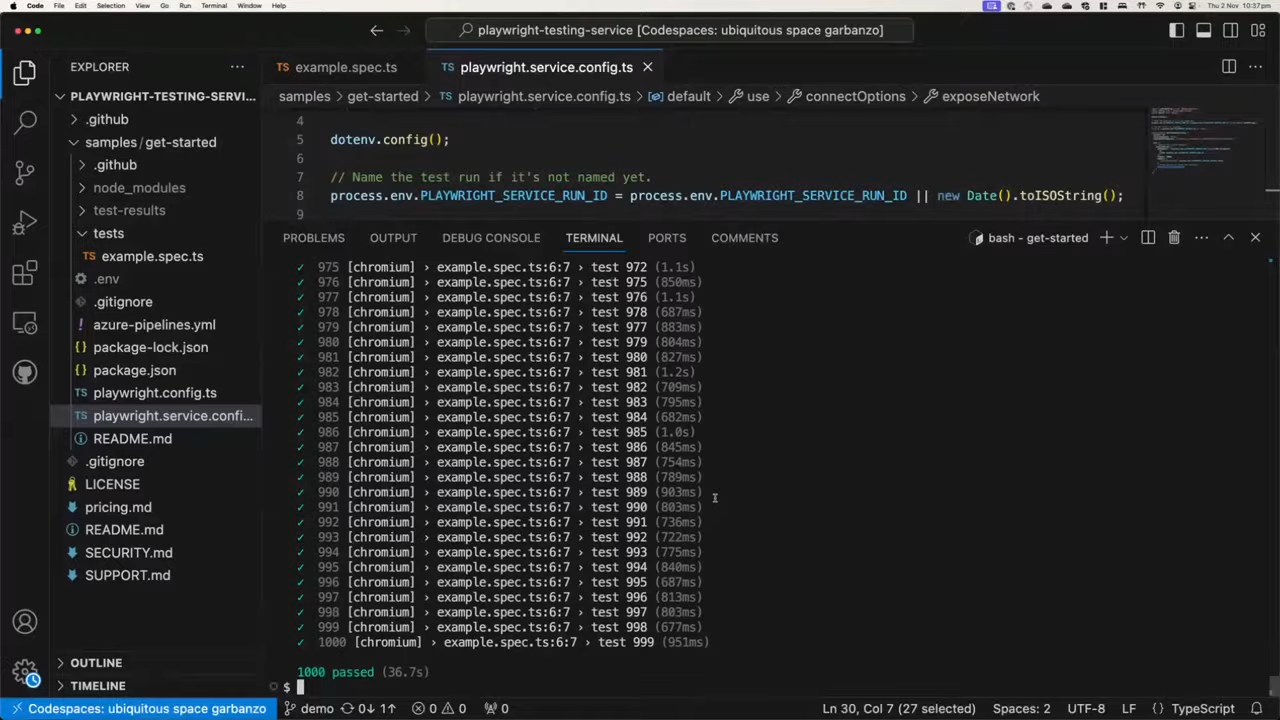 Code File Edit Selection View Go Run Terminal Window Help Thu 2 Nov 10:37pm
playwright-testing-service [Codespaces: ubiquitous space garbanzo]
EXPLORER
PLAYWRIGHT-TESTING-SERVI...
.github
samples / get-started
.github
node_modules
test-results
tests
TS example.spec.ts
.env
.gitignore
! azure-pipelines.yml
{} package-lock.json
{} package.json
TS playwright.config.ts
TS playwright.service.confi...
README.md
.gitignore
LICENSE
pricing.md
README.md
SECURITY.md
SUPPORT.md
OUTLINE
TIMELINE
TS example.spec.ts TS playwright.service.config.ts
samples > get-started > TS playwright.service.config.ts > default > use > connectOptions > exposeNetwork
4
5 dotenv.config();
6
7 // Name the test run if it's not named yet.
8 process.env.PLAYWRIGHT_SERVICE_RUN_ID = process.env.PLAYWRIGHT_SERVICE_RUN_ID || new Date().toISOString();
9
PROBLEMS OUTPUT DEBUG CONSOLE TERMINAL PORTS COMMENTS bash - get-started
✓ 975 [chromium] › example.spec.ts:6:7 › test 972 (1.1s)
✓ 976 [chromium] › example.spec.ts:6:7 › test 975 (850ms)
✓ 977 [chromium] › example.spec.ts:6:7 › test 976 (1.1s)
✓ 978 [chromium] › example.spec.ts:6:7 › test 978 (687ms)
✓ 979 [chromium] › example.spec.ts:6:7 › test 977 (883ms)
✓ 980 [chromium] › example.spec.ts:6:7 › test 979 (804ms)
✓ 981 [chromium] › example.spec.ts:6:7 › test 980 (827ms)
✓ 982 [chromium] › example.spec.ts:6:7 › test 981 (1.2s)
✓ 983 [chromium] › example.spec.ts:6:7 › test 982 (709ms)
✓ 984 [chromium] › example.spec.ts:6:7 › test 983 (795ms)
✓ 985 [chromium] › example.spec.ts:6:7 › test 984 (682ms)
✓ 986 [chromium] › example.spec.ts:6:7 › test 985 (1.0s)
✓ 987 [chromium] › example.spec.ts:6:7 › test 986 (845ms)
✓ 988 [chromium] › example.spec.ts:6:7 › test 987 (754ms)
✓ 989 [chromium] › example.spec.ts:6:7 › test 988 (789ms)
✓ 990 [chromium] › example.spec.ts:6:7 › test 989 (903ms)
✓ 991 [chromium] › example.spec.ts:6:7 › test 990 (803ms)
✓ 992 [chromium] › example.spec.ts:6:7 › test 991 (736ms)
✓ 993 [chromium] › example.spec.ts:6:7 › test 992 (722ms)
✓ 994 [chromium] › example.spec.ts:6:7 › test 993 (775ms)
✓ 995 [chromium] › example.spec.ts:6:7 › test 994 (840ms)
✓ 996 [chromium] › example.spec.ts:6:7 › test 995 (687ms)
✓ 997 [chromium] › example.spec.ts:6:7 › test 996 (813ms)
✓ 998 [chromium] › example.spec.ts:6:7 › test 997 (803ms)
✓ 999 [chromium] › example.spec.ts:6:7 › test 998 (677ms)
✓ 1000 [chromium] › example.spec.ts:6:7 › test 999 (951ms)
1000 passed (36.7s)
$
Codespaces: ubiquitous space garbanzo demo 0↓ 1↑ 0 0 0 Ln 30, Col 7 (27 selected) Spaces: 2 UTF-8 LF {} TypeScript